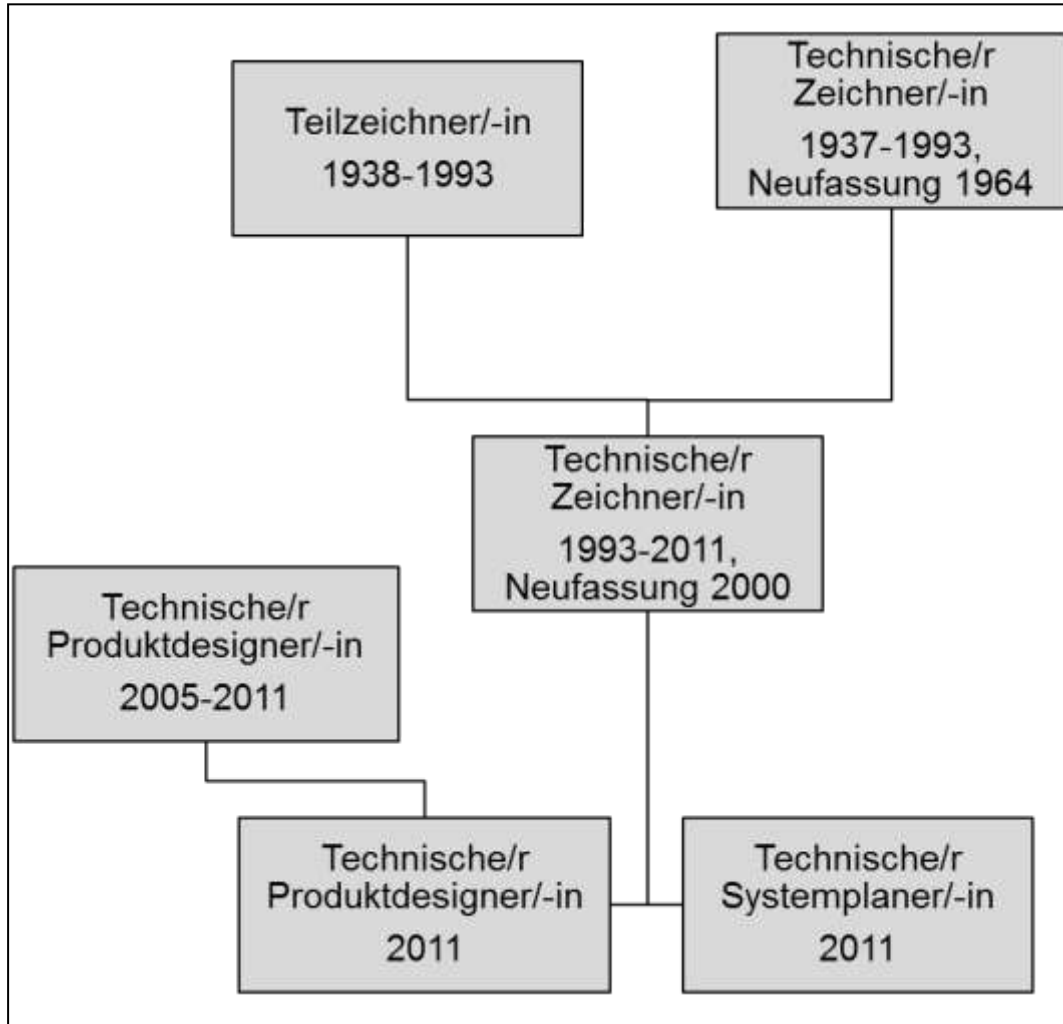 Teilzeichner/-in
1938-1993
Technische/r
Zeichner/-in
1937-1993,
Neufassung 1964
Technische/r
Zeichner/-in
1993-2011,
Neufassung 2000
Technische/r
Produktdesigner/-in
2005-2011
Technische/r
Produktdesigner/-in
2011
Technische/r
Systemplaner/-in
2011